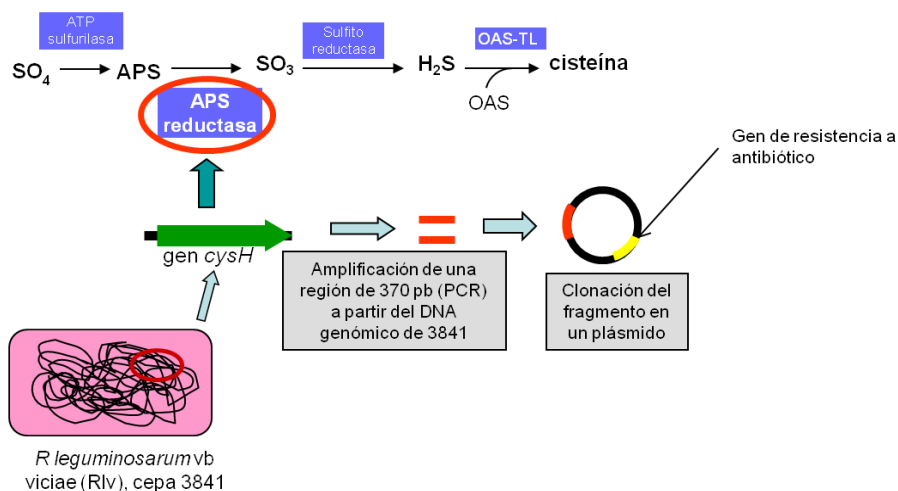 ATP
sulfurilasa
Sulfito
reductasa
OAS-TL
SO4
APS
SO3
H2S
cisteína
OAS
APS
reductasa
Gen de resistencia a
antibiótico
gen cysH
Amplificación de una
región de 370 pb (PCR)
a partir del DNA
genómico de 3841
Clonación del
fragmento en
un plásmido
R leguminosarum vb
viciae (Rlv), cepa 3841